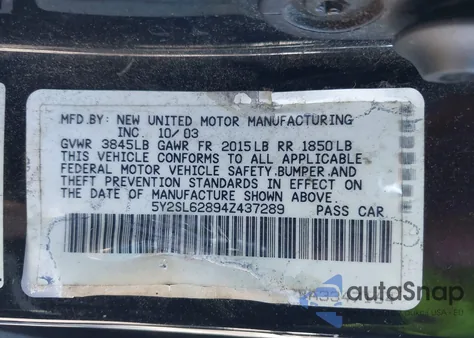 MFD.BY: NEW UNITED MOTOR MANUFACTURING
INC. 10/03
GVWR 3845LB GAWR FR 2015LB RR 1850LB
THIS VEHICLE CONFORMS TO ALL APPLICABLE
FEDERAL MOTOR VEHICLE SAFETY,BUMPER,AND
THEFT PREVENTION STANDARDS IN EFFECT ON
THE DATE OF MANUFACTURE SHOWN ABOVE.
5Y2SL62894Z437289 PASS CAR
autoSnap